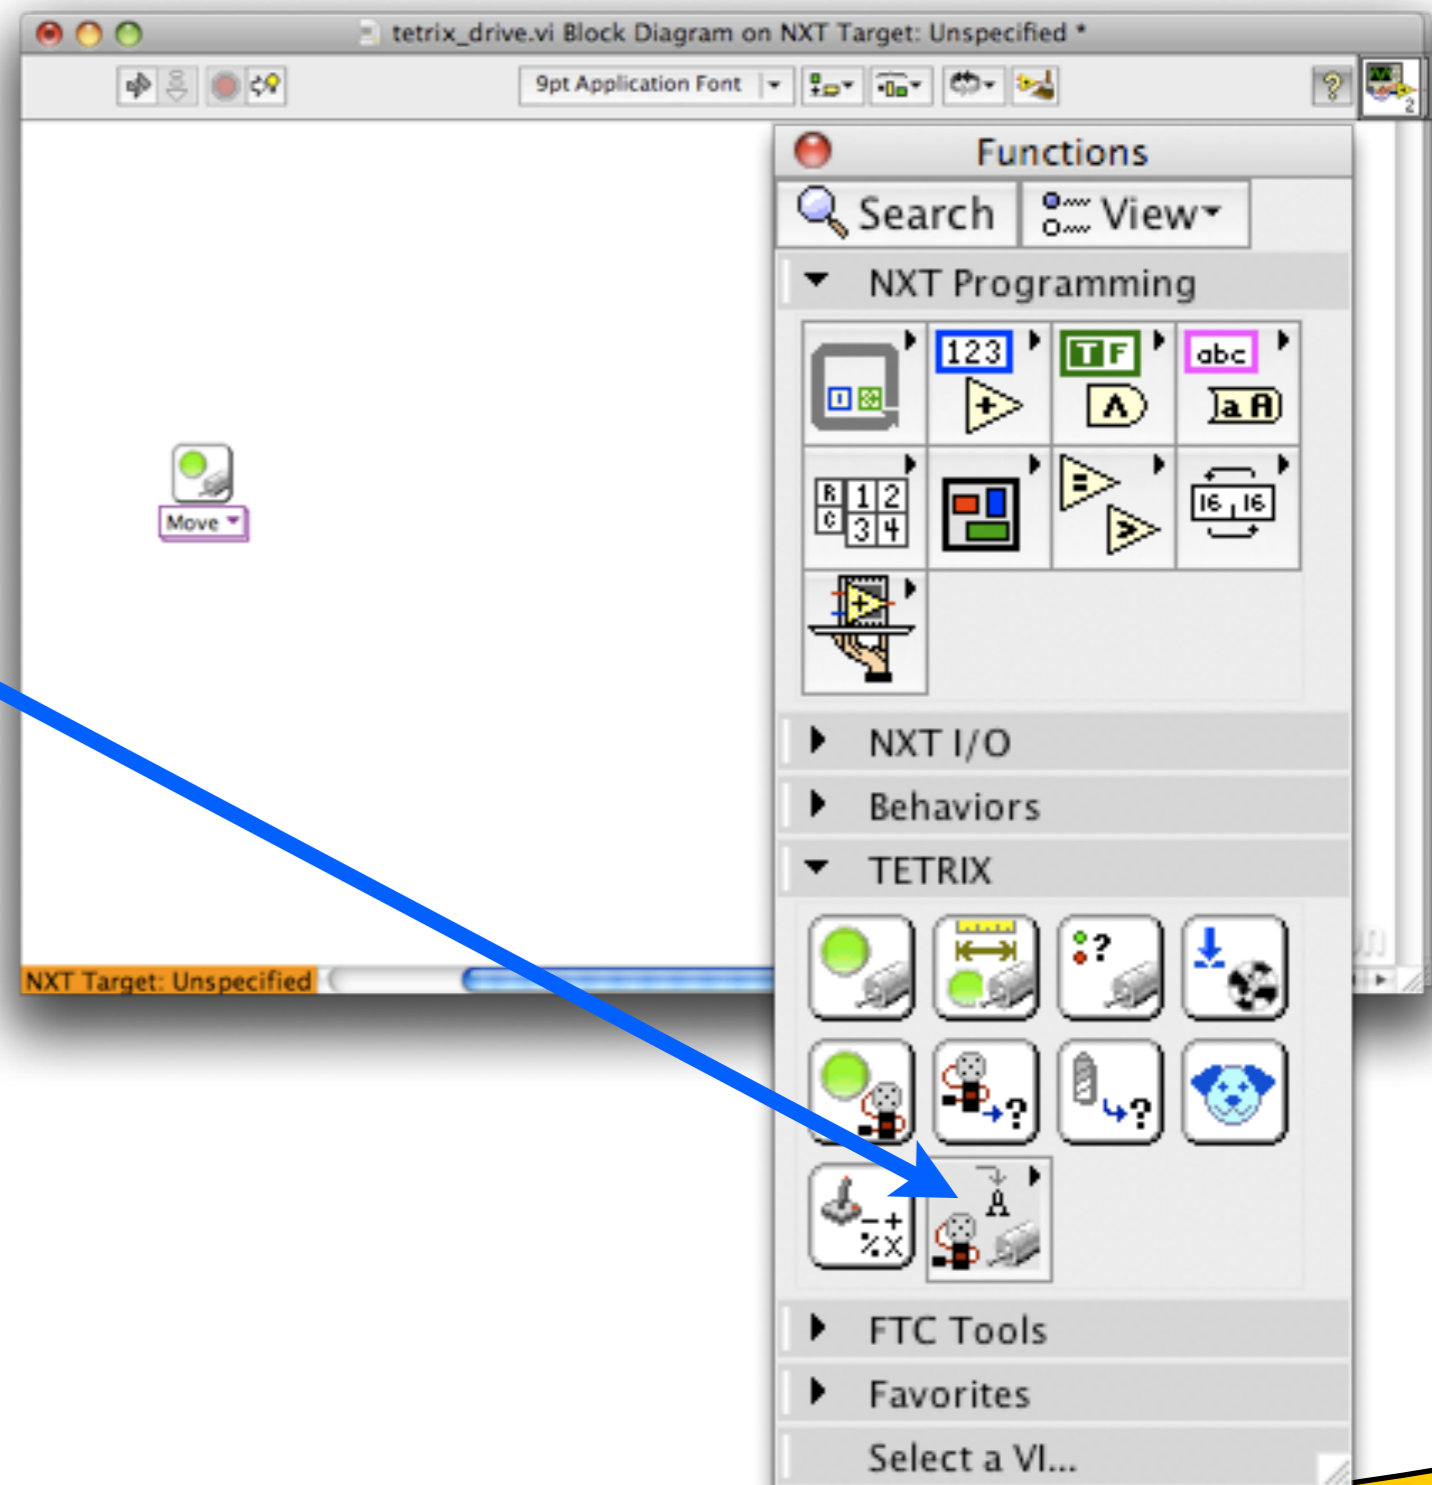 tetrix_drive.vi Block Diagram on NXT Target: Unspecified *
9pt Application Font
?
2
Functions
Search
View
NXT Programming
123
TF
abc
+
Λ
a A
R 1 2
C 3 4
=
>
16 16
+
Move
NXT I/O
Behaviors
TETRIX
?
? ?
- +
% X
A
NXT Target: Unspecified
FTC Tools
Favorites
Select a VI...